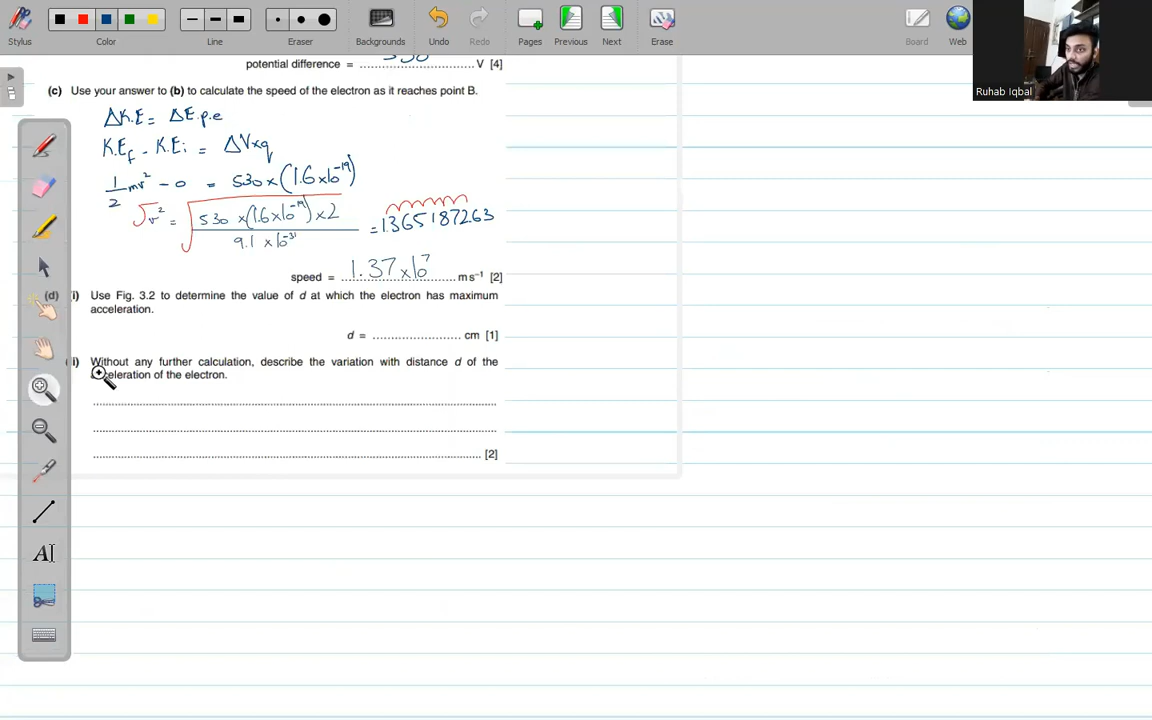 Stylus
Color
Line
Eraser
Backgrounds
Undo
Redo
Pages
Previous
Next
Erase
Board
Web
Ruhab Iqbal
potential difference = 530 V [4]
(c) Use your answer to (b) to calculate the speed of the electron as it reaches point B.
ΔK.E = ΔE.p.e
K.Ef - K.Ei = ΔV×q
1/2 mv² - 0 = 530×(1.6×10⁻¹⁹)
√v² = √(530×(1.6×10⁻¹⁹)×2 / 9.1×10⁻³¹) = 1365187263
speed = 1.37×10⁷ m s⁻¹ [2]
(d) (i) Use Fig. 3.2 to determine the value of d at which the electron has maximum
acceleration.
d = ........................ cm [1]
ii) Without any further calculation, describe the variation with distance d of the
acceleration of the electron.
[2]
AI